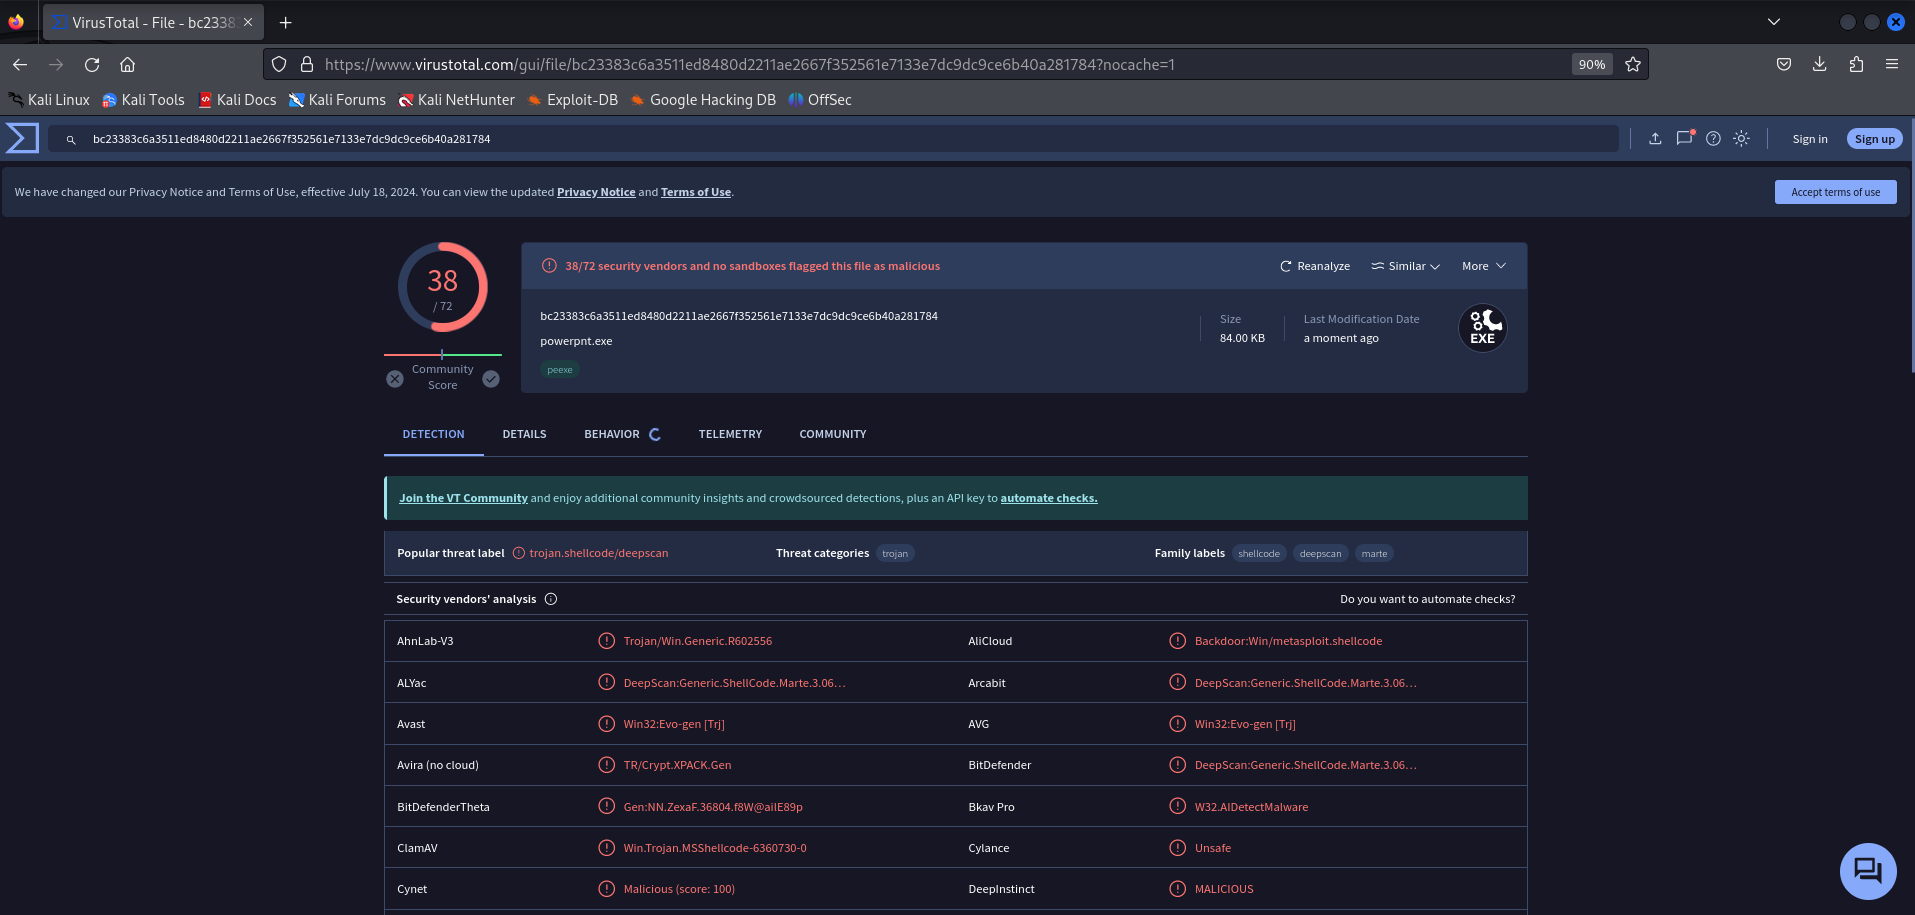 VirusTotal - File - bc2338
https://www.virustotal.com/gui/file/bc23383c6a3511ed8480d2211ae2667f352561e7133e7dc9dc9ce6b40a281784?nocache=1
90%
Kali Linux Kali Tools Kali Docs Kali Forums Kali NetHunter Exploit-DB Google Hacking DB OffSec
bc23383c6a3511ed8480d2211ae2667f352561e7133e7dc9dc9ce6b40a281784
Sign in Sign up
We have changed our Privacy Notice and Terms of Use, effective July 18, 2024. You can view the updated Privacy Notice and Terms of Use.
Accept terms of use
38
/ 72
Community
Score
38/72 security vendors and no sandboxes flagged this file as malicious
Reanalyze Similar More
bc23383c6a3511ed8480d2211ae2667f352561e7133e7dc9dc9ce6b40a281784
powerpnt.exe
peexe
Size
84.00 KB
Last Modification Date
a moment ago
EXE
DETECTION DETAILS BEHAVIOR TELEMETRY COMMUNITY
Join the VT Community and enjoy additional community insights and crowdsourced detections, plus an API key to automate checks.
Popular threat label trojan.shellcode/deepscan Threat categories trojan Family labels shellcode deepscan marte
Security vendors' analysis Do you want to automate checks?
AhnLab-V3 Trojan/Win.Generic.R602556 AliCloud Backdoor:Win/metasploit.shellcode
ALYac DeepScan:Generic.ShellCode.Marte.3.06… Arcabit DeepScan:Generic.ShellCode.Marte.3.06…
Avast Win32:Evo-gen [Trj] AVG Win32:Evo-gen [Trj]
Avira (no cloud) TR/Crypt.XPACK.Gen BitDefender DeepScan:Generic.ShellCode.Marte.3.06…
BitDefenderTheta Gen:NN.ZexaF.36804.f8W@ailE89p Bkav Pro W32.AIDetectMalware
ClamAV Win.Trojan.MSShellcode-6360730-0 Cylance Unsafe
Cynet Malicious (score: 100) DeepInstinct MALICIOUS